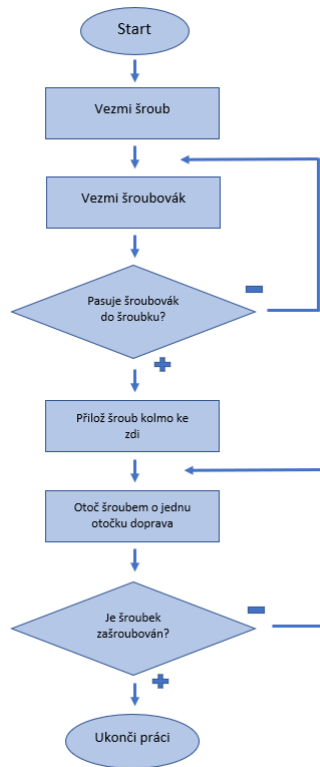 Start
Vezmi šroub
Vezmi šroubovák
Pasuje šroubovák
do šroubku?
Přilož šroub kolmo ke
zdi
Otoč šroubem o jednu
otočku doprava
Je šroubek
zašroubován?
Ukonči práci